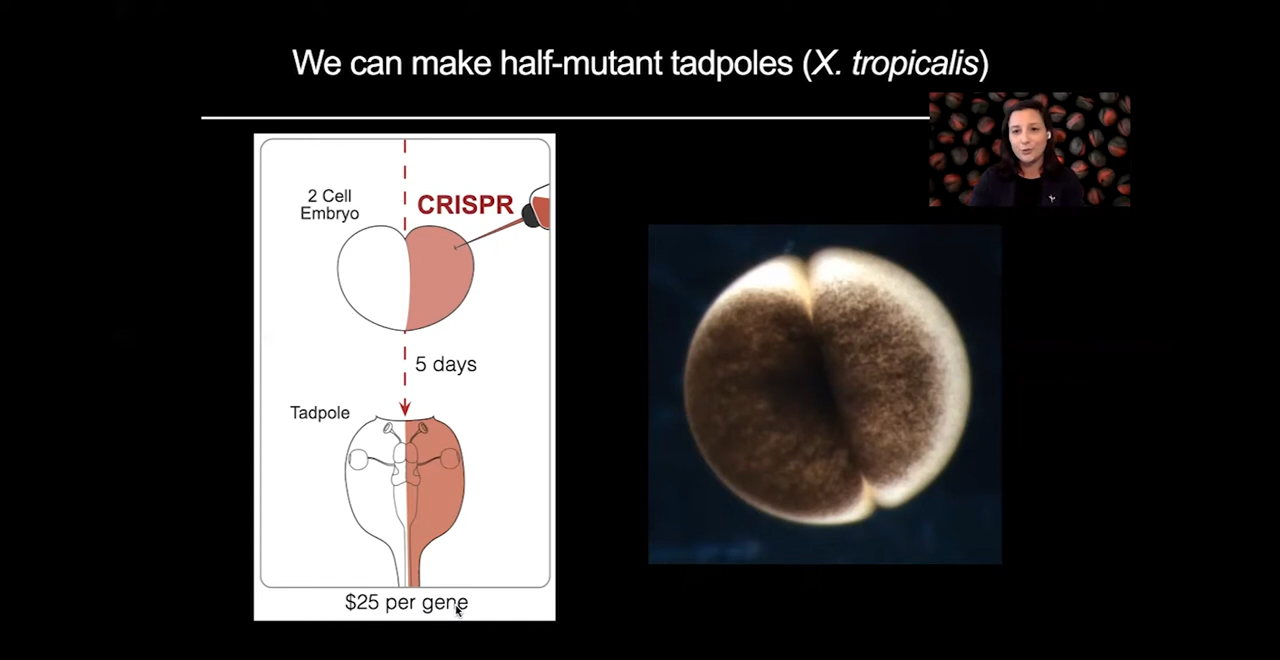 We can make half-mutant tadpoles (X. tropicalis)
2 Cell
Embryo
CRISPR
5 days
Tadpole
$25 per gene